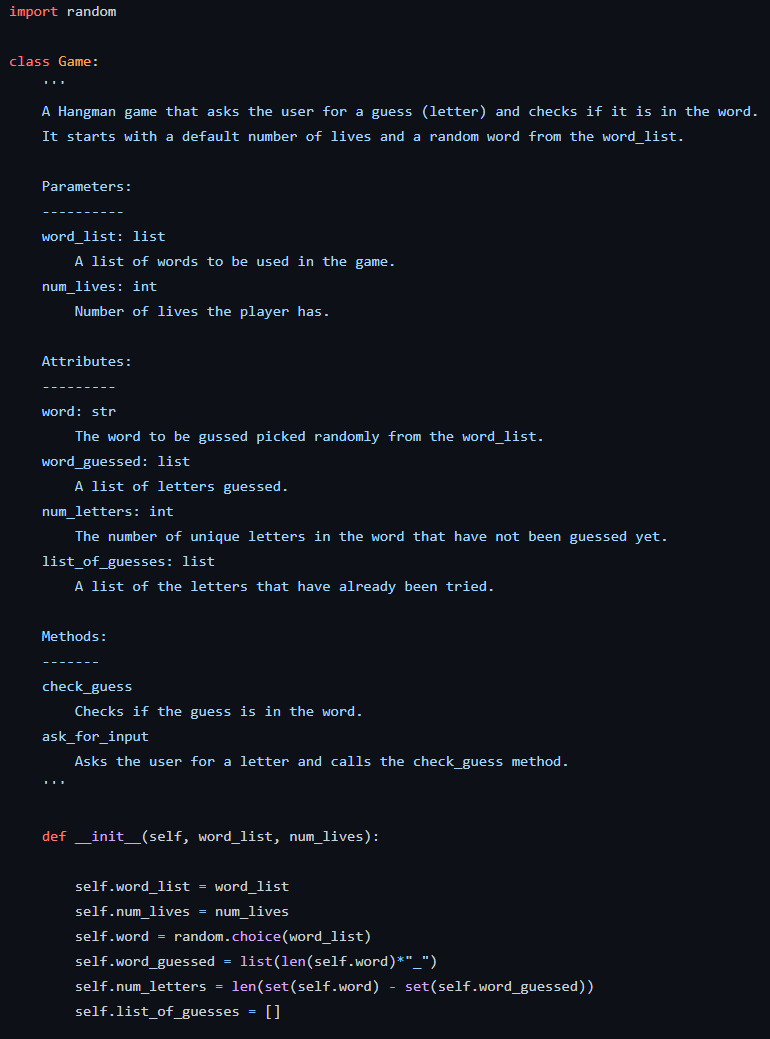 import random

class Game:
    '''
    A Hangman game that asks the user for a guess (letter) and checks if it is in the word.
    It starts with a default number of lives and a random word from the word_list.

    Parameters:
    ----------
    word_list: list
        A list of words to be used in the game.
    num_lives: int
        Number of lives the player has.

    Attributes:
    ---------
    word: str
        The word to be gussed picked randomly from the word_list.
    word_guessed: list
        A list of letters guessed.
    num_letters: int
        The number of unique letters in the word that have not been guessed yet.
    list_of_guesses: list
        A list of the letters that have already been tried.

    Methods:
    -------
    check_guess
        Checks if the guess is in the word.
    ask_for_input
        Asks the user for a letter and calls the check_guess method.
    '''

    def __init__(self, word_list, num_lives):

        self.word_list = word_list
        self.num_lives = num_lives
        self.word = random.choice(word_list)
        self.word_guessed = list(len(self.word)*"_")
        self.num_letters = len(set(self.word) - set(self.word_guessed))
        self.list_of_guesses = []